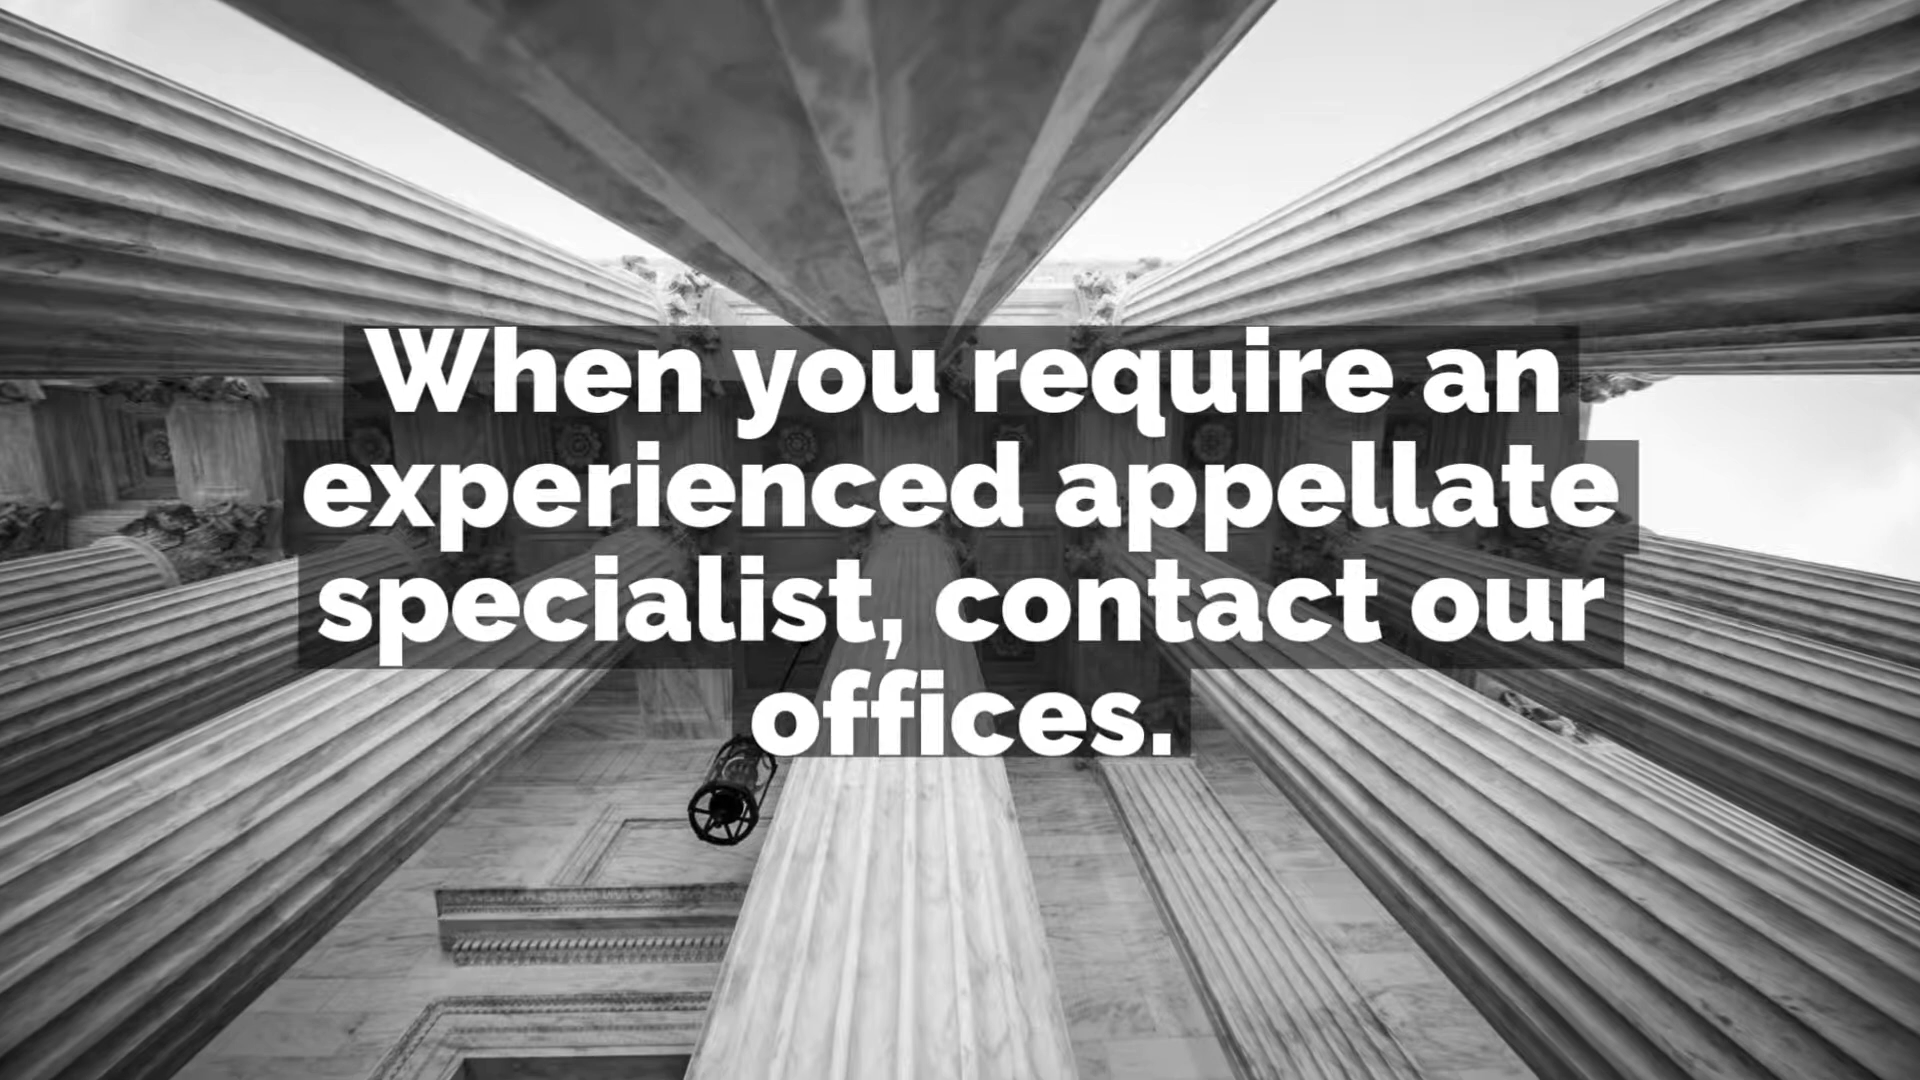 When you require an
experienced appellate
specialist, contact our
offices.